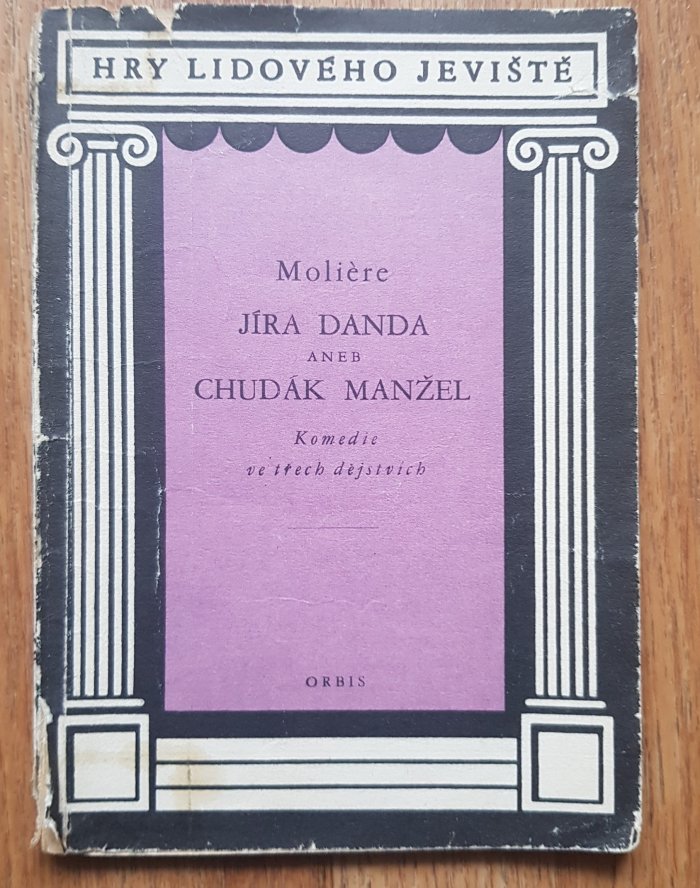 HRY LIDOVÉHO JEVIŠTĚ
Molière
JÍRA DANDA
ANEB
CHUDÁK MANŽEL
Komedie
ve třech dějstvích
ORBIS